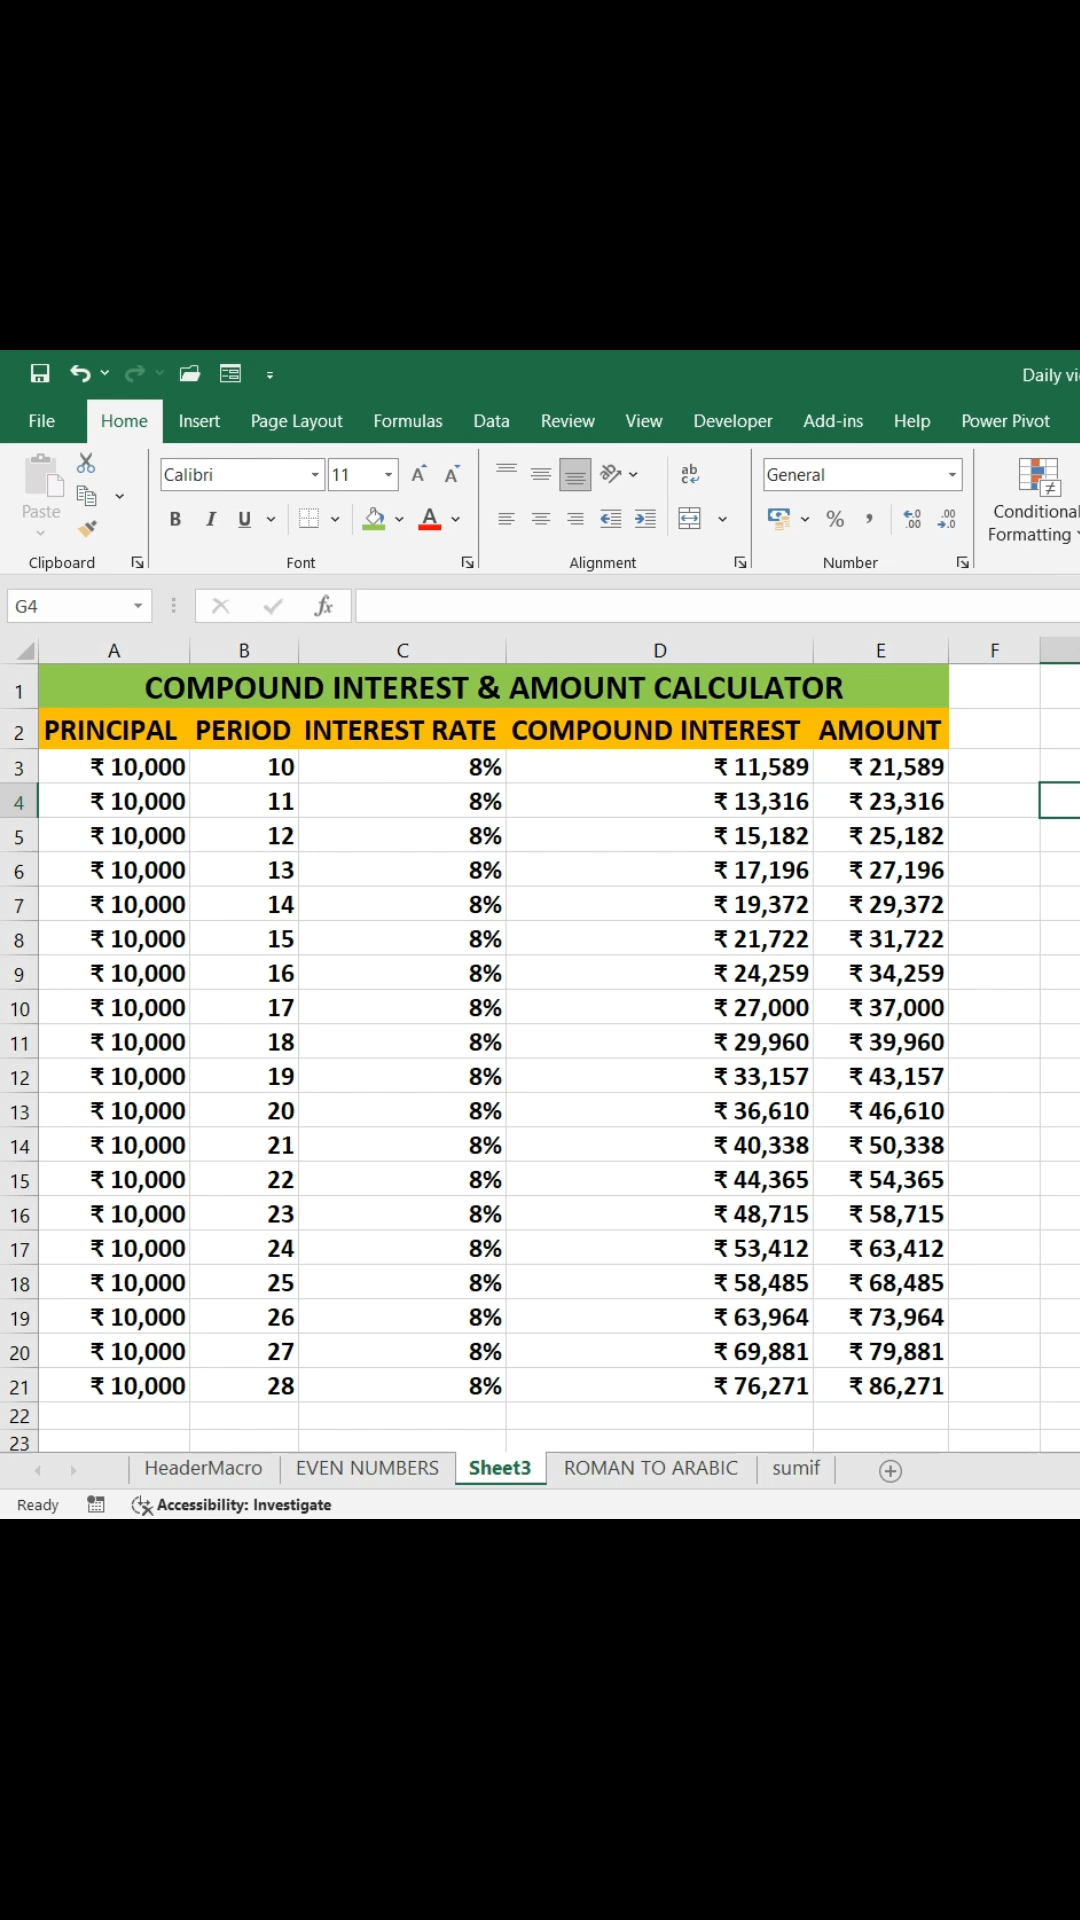 Daily vi
File Home Insert Page Layout Formulas Data Review View Developer Add-ins Help Power Pivot
Paste Calibri 11 A A ab c General Conditional
B I U A % , .0 .00 .00 .0 Formatting
Clipboard Font Alignment Number
G4 fx
A B C D E F
1 COMPOUND INTEREST & AMOUNT CALCULATOR
2 PRINCIPAL PERIOD INTEREST RATE COMPOUND INTEREST AMOUNT
3 ₹ 10,000 10 8% ₹ 11,589 ₹ 21,589
4 ₹ 10,000 11 8% ₹ 13,316 ₹ 23,316
5 ₹ 10,000 12 8% ₹ 15,182 ₹ 25,182
6 ₹ 10,000 13 8% ₹ 17,196 ₹ 27,196
7 ₹ 10,000 14 8% ₹ 19,372 ₹ 29,372
8 ₹ 10,000 15 8% ₹ 21,722 ₹ 31,722
9 ₹ 10,000 16 8% ₹ 24,259 ₹ 34,259
10 ₹ 10,000 17 8% ₹ 27,000 ₹ 37,000
11 ₹ 10,000 18 8% ₹ 29,960 ₹ 39,960
12 ₹ 10,000 19 8% ₹ 33,157 ₹ 43,157
13 ₹ 10,000 20 8% ₹ 36,610 ₹ 46,610
14 ₹ 10,000 21 8% ₹ 40,338 ₹ 50,338
15 ₹ 10,000 22 8% ₹ 44,365 ₹ 54,365
16 ₹ 10,000 23 8% ₹ 48,715 ₹ 58,715
17 ₹ 10,000 24 8% ₹ 53,412 ₹ 63,412
18 ₹ 10,000 25 8% ₹ 58,485 ₹ 68,485
19 ₹ 10,000 26 8% ₹ 63,964 ₹ 73,964
20 ₹ 10,000 27 8% ₹ 69,881 ₹ 79,881
21 ₹ 10,000 28 8% ₹ 76,271 ₹ 86,271
22
23
HeaderMacro EVEN NUMBERS Sheet3 ROMAN TO ARABIC sumif
Ready Accessibility: Investigate